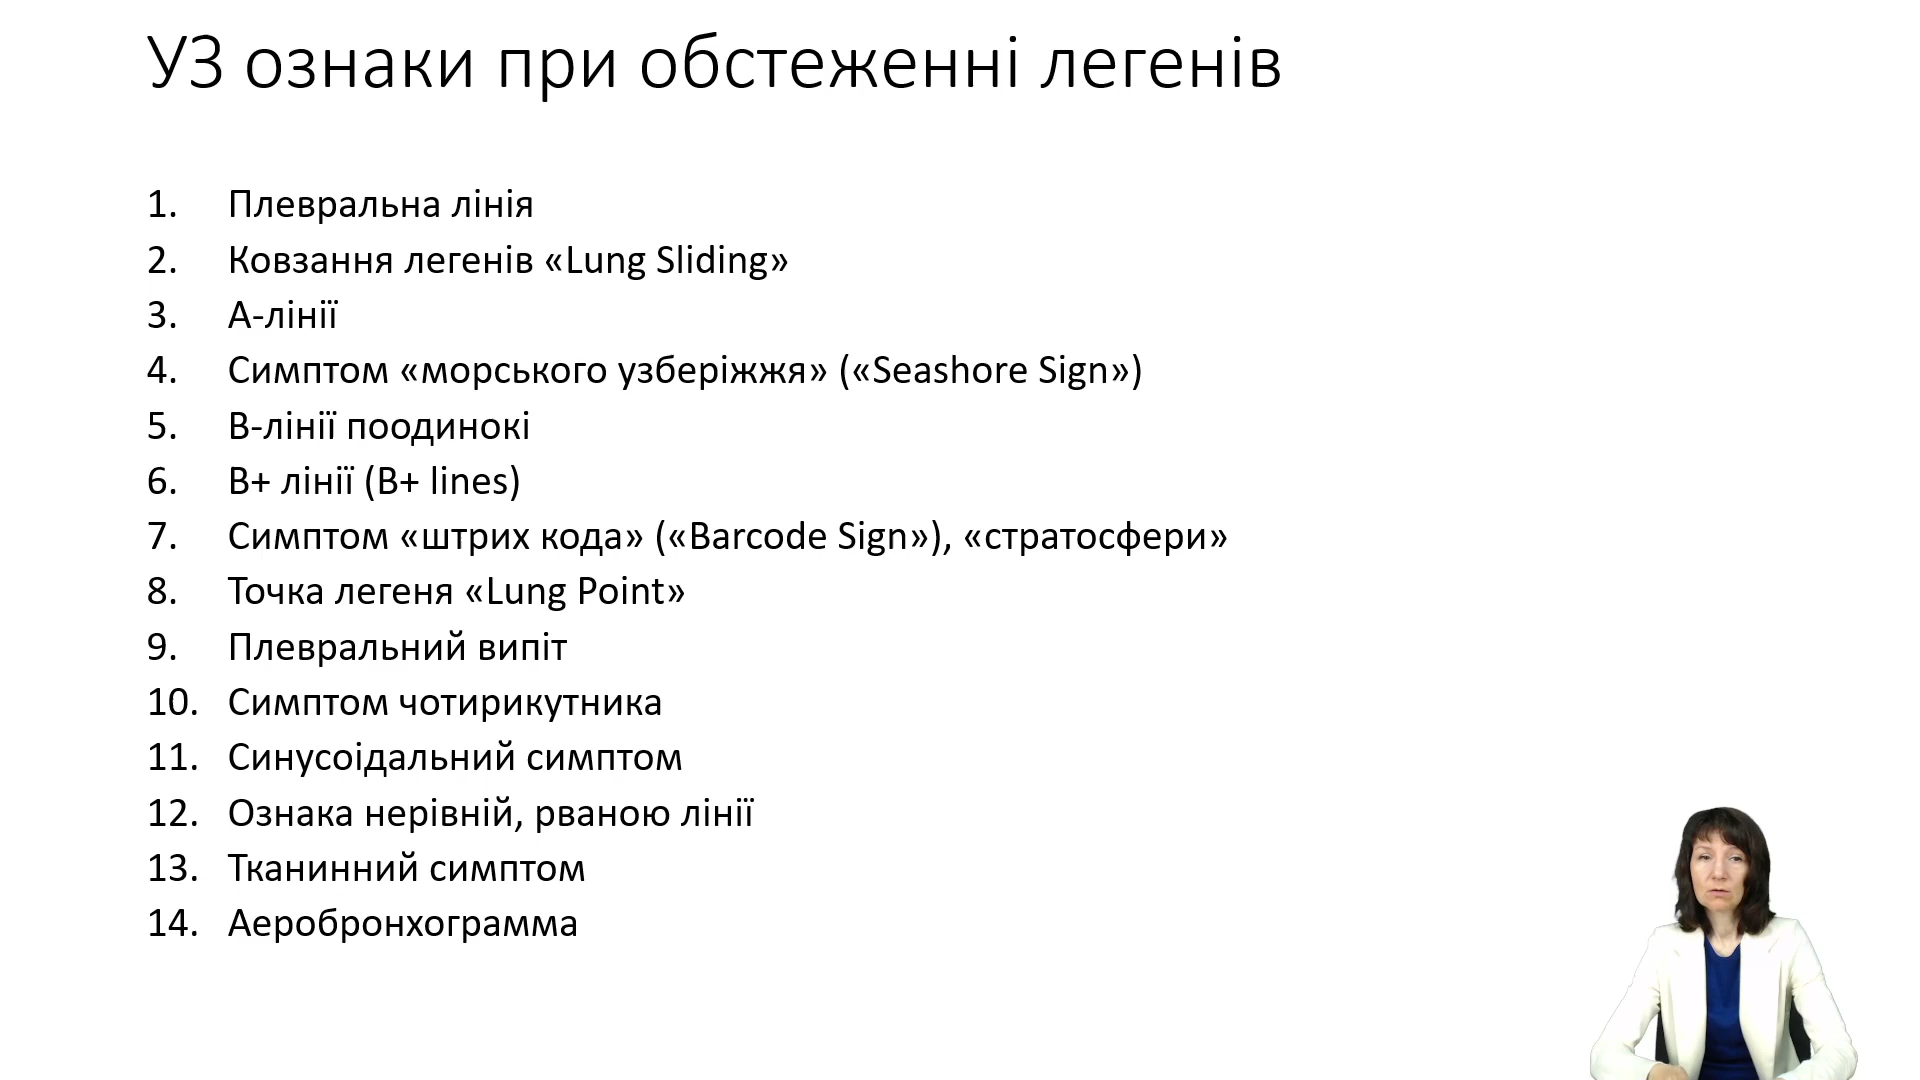 УЗ ознаки при обстеженні легенів
1. Плевральна лінія
2. Ковзання легенів «Lung Sliding»
3. А-лінії
4. Симптом «морського узберіжжя» («Seashore Sign»)
5. В-лінії поодинокі
6. В+ лінії (B+ lines)
7. Симптом «штрих кода» («Barcode Sign»), «стратосфери»
8. Точка легеня «Lung Point»
9. Плевральний випіт
10. Симптом чотирикутника
11. Синусоідальний симптом
12. Ознака нерівній, рваною лінії
13. Тканинний симптом
14. Аеробронхограмма